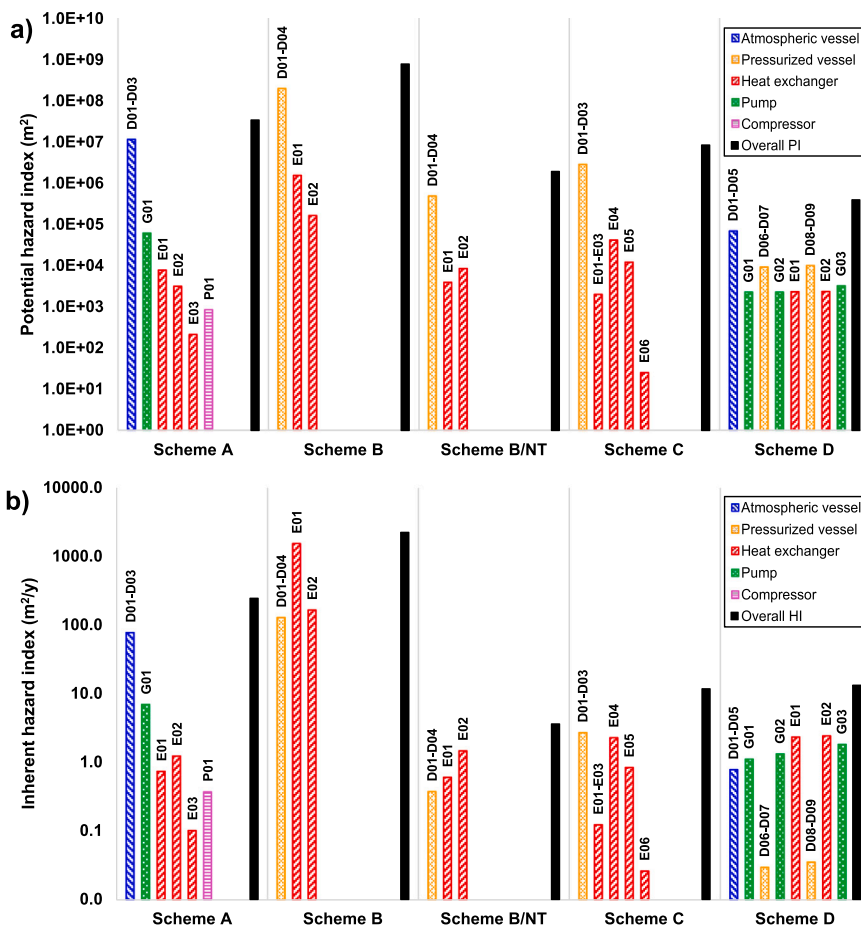 a)
Potential hazard index (m²)
1.0E+10
1.0E+09
1.0E+08
1.0E+07
1.0E+06
1.0E+05
1.0E+04
1.0E+03
1.0E+02
1.0E+01
1.0E+00
D01-D03
G01
E01
E02
E03
P01
D01-D04
E01
E02
D01-D04
E01
E02
D01-D03
E01-E03
E04
E05
E06
D01-D05
G01
D06-D07
G02
E01
D08-D09
E02
G03
Atmospheric vessel
Pressurized vessel
Heat exchanger
Pump
Compressor
Overall PI
Scheme A
Scheme B
Scheme B/NT
Scheme C
Scheme D
b)
Inherent hazard index (m²/y)
10000.0
1000.0
100.0
10.0
1.0
0.1
0.0
D01-D03
G01
E01
E02
E03
P01
D01-D04
E01
E02
D01-D04
E01
E02
D01-D03
E01-E03
E04
E05
E06
D01-D05
G01
D06-D07
G02
E01
D08-D09
E02
G03
Atmospheric vessel
Pressurized vessel
Heat exchanger
Pump
Compressor
Overall HI
Scheme A
Scheme B
Scheme B/NT
Scheme C
Scheme D